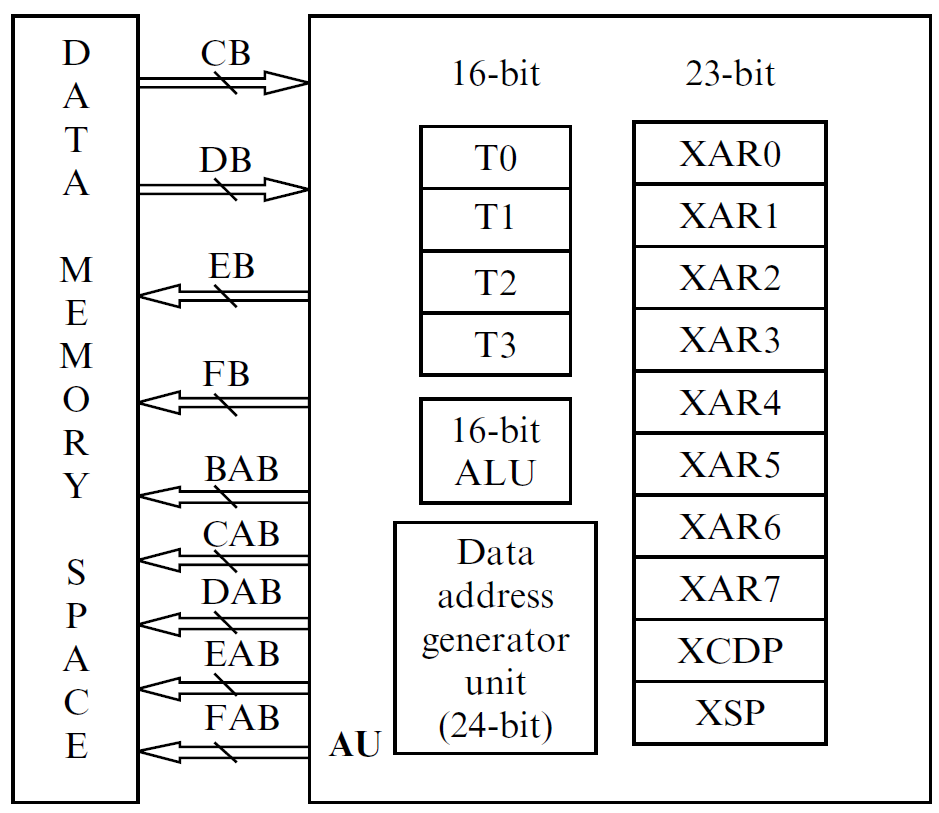 DATA MEMORY SPACE
CB
DB
EB
FB
BAB
CAB
DAB
EAB
FAB
16-bit
T0
T1
T2
T3
16-bit
ALU
Data
address
generator
unit
(24-bit)
AU
23-bit
XAR0
XAR1
XAR2
XAR3
XAR4
XAR5
XAR6
XAR7
XCDP
XSP